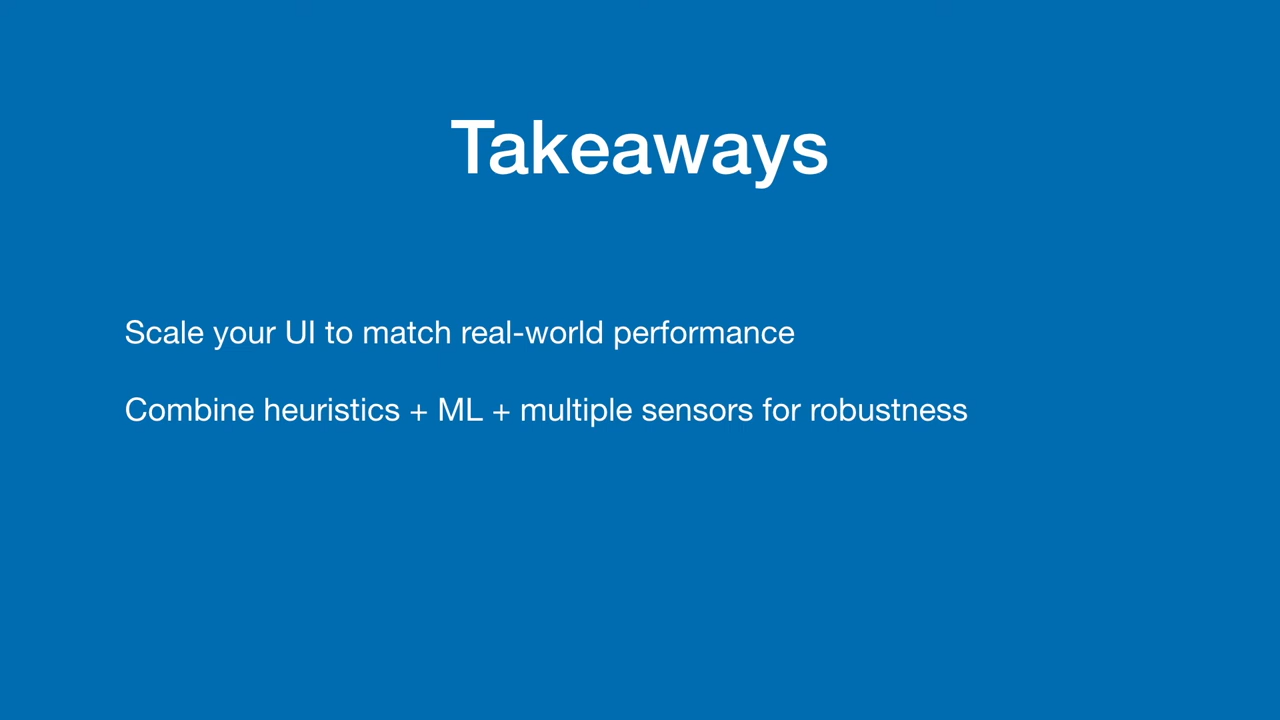 Takeaways
Scale your UI to match real-world performance
Combine heuristics + ML + multiple sensors for robustness